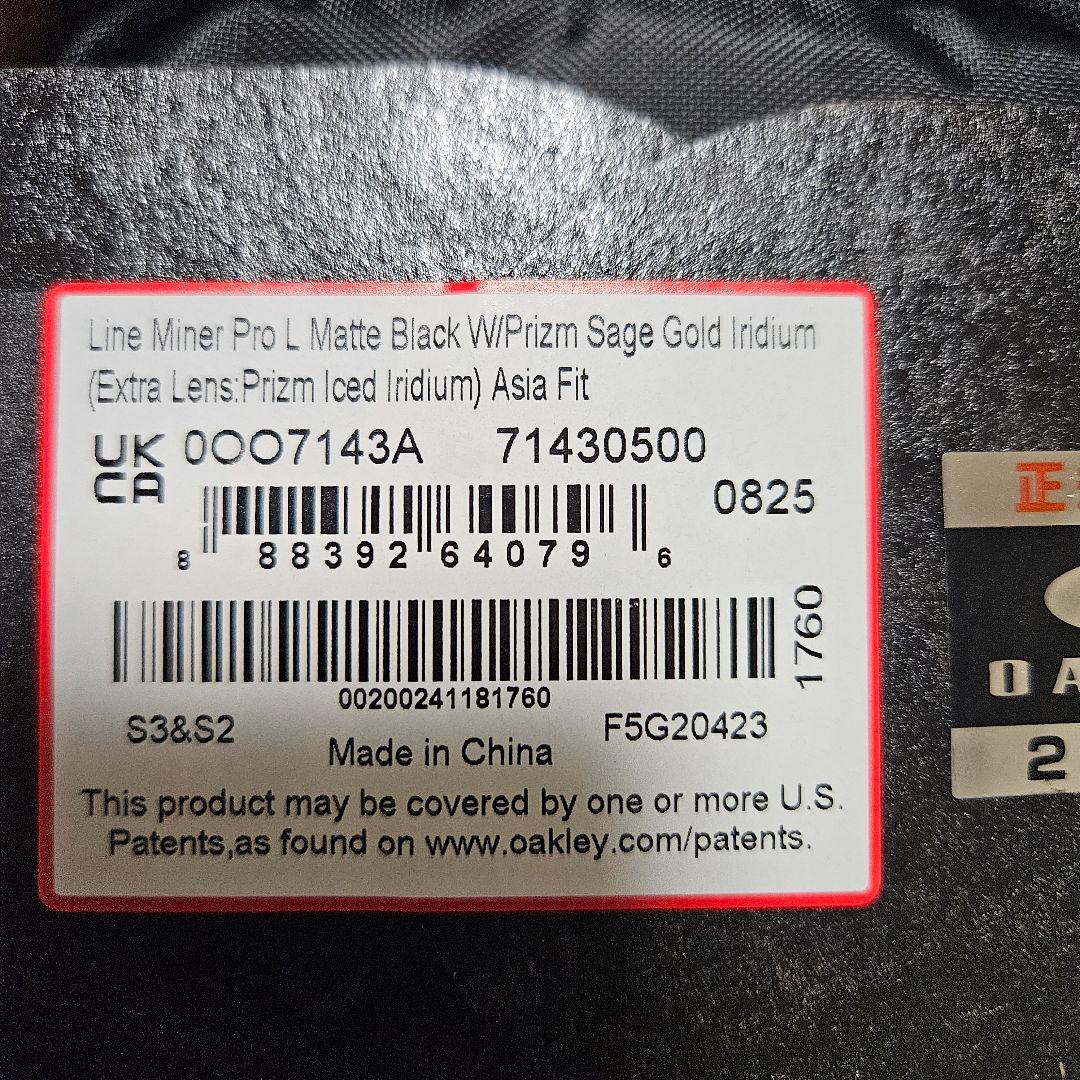 Line Miner Pro L Matte Black W/Prizm Sage Gold Iridium
(Extra Lens:Prizm Iced Iridium) Asia Fit
UK
CA
0OO7143A 71430500
0825
8 88392 64079 6
1760
00200241181760
S3&S2
F5G20423
Made in China
This product may be covered by one or more U.S.
Patents,as found on www.oakley.com/patents.
正
OA
2